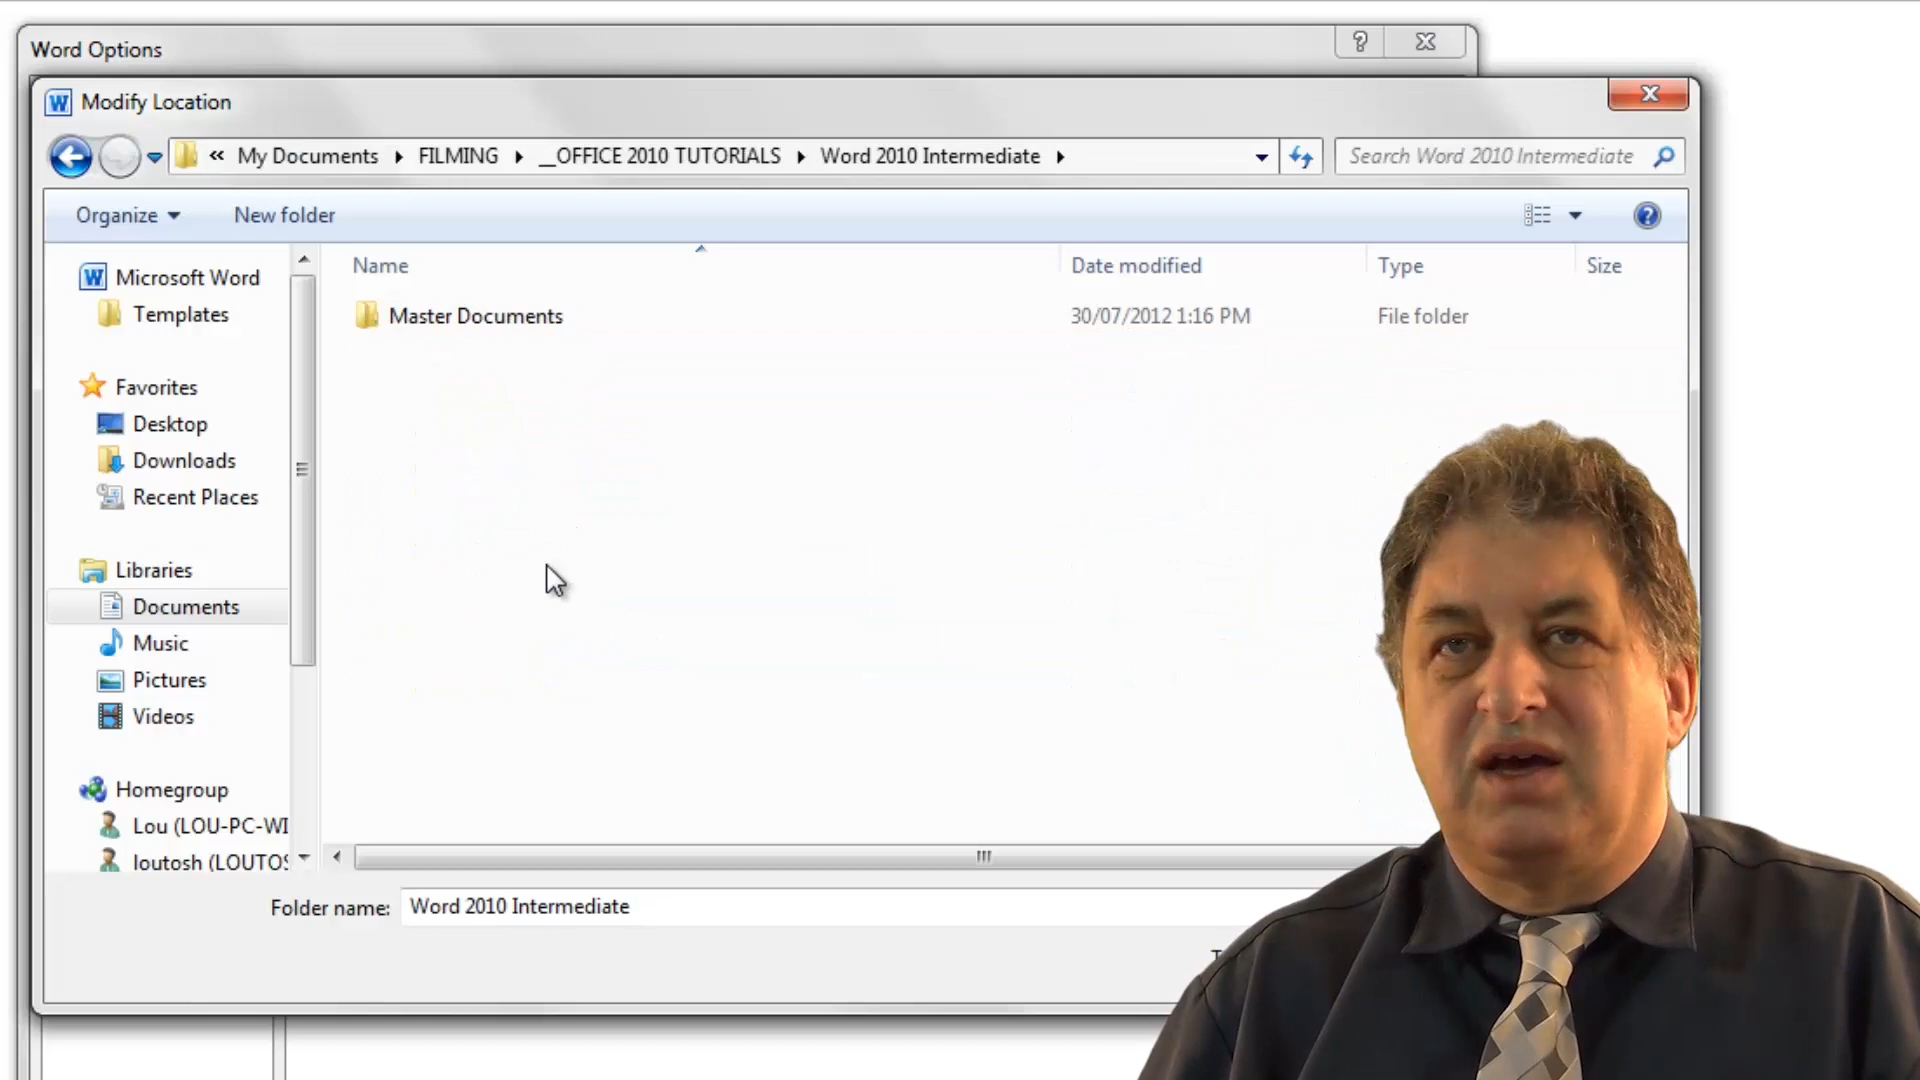 Word Options
Modify Location
« My Documents FILMING __OFFICE 2010 TUTORIALS Word 2010 Intermediate
Search Word 2010 Intermediate
Organize New folder
Name Date modified Type Size
Master Documents 30/07/2012 1:16 PM File folder
Microsoft Word
Templates
Favorites
Desktop
Downloads
Recent Places
Libraries
Documents
Music
Pictures
Videos
Homegroup
Lou (LOU-PC-WI
loutosh (LOUTOS
Folder name: Word 2010 Intermediate